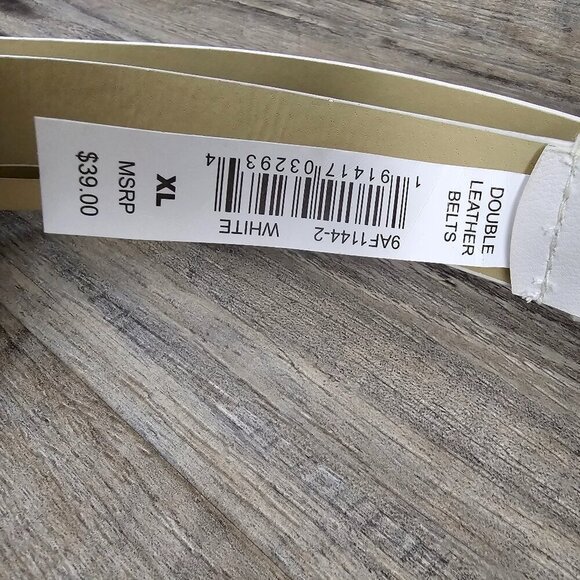 DOUBLE
LEATHER
BELTS
9AF1144-2 WHITE
1 91417 03293 4
XL
MSRP
$39.00